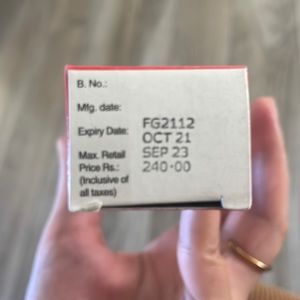 B. No.:
Mfg. date:
FG2112
Expiry Date:
OCT 21
Max. Retail
SEP 23
Price Rs.:
240.00
(Inclusive of
all taxes)